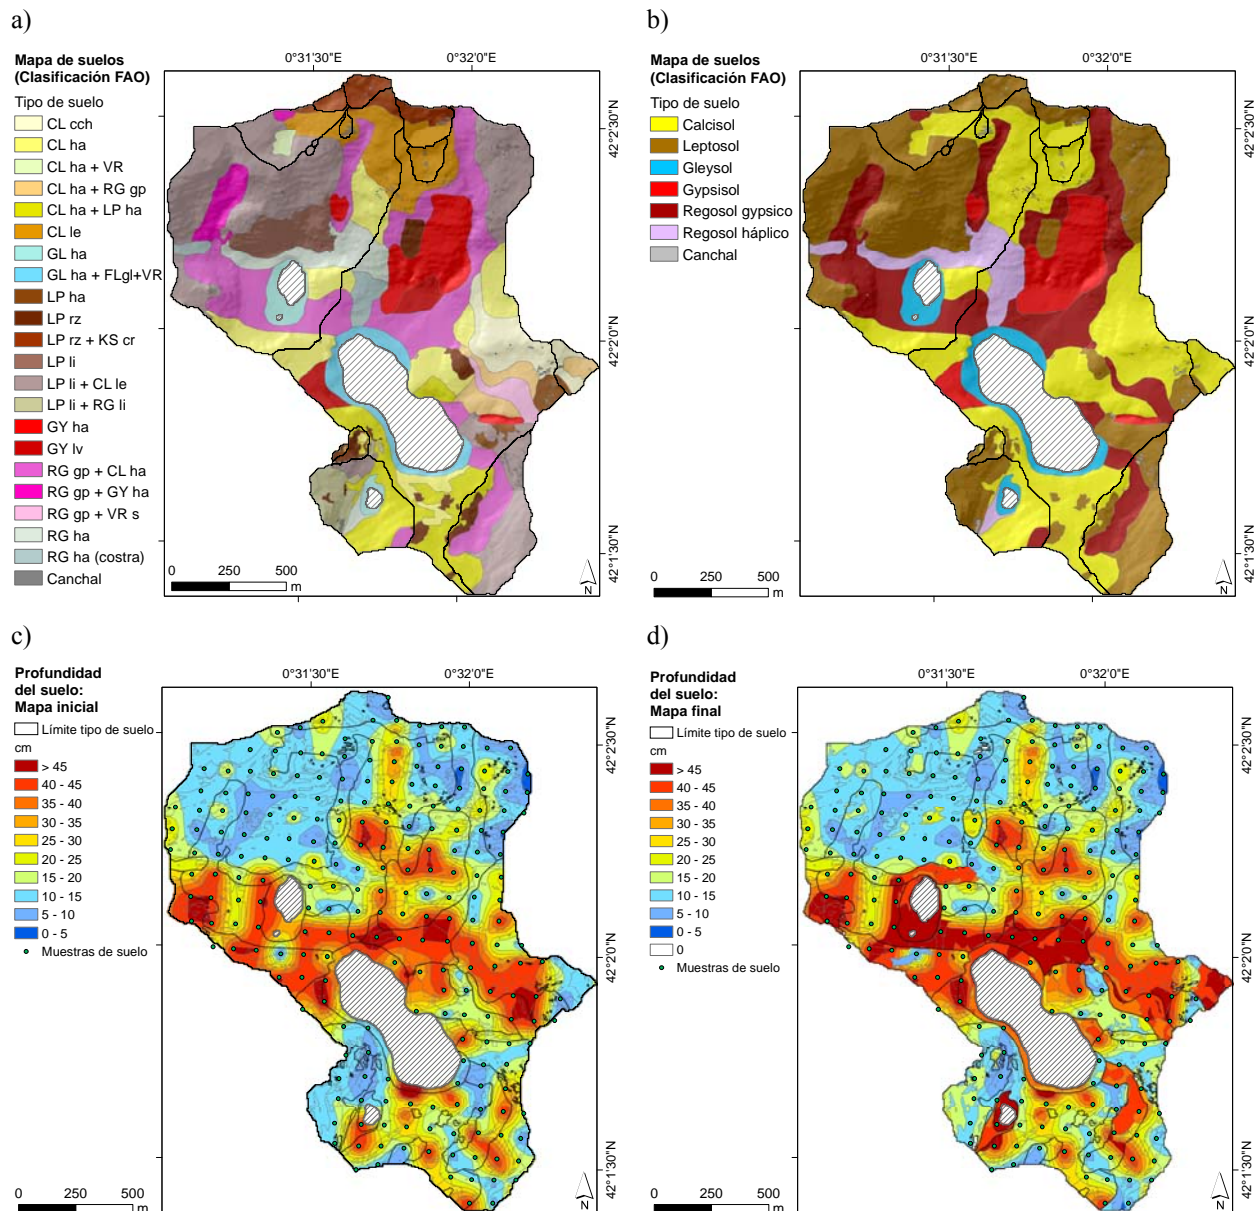 a)
Mapa de suelos
(Clasificación FAO)
Tipo de suelo
CL cch
CL ha
CL ha + VR
CL ha + RG gp
CL ha + LP ha
CL le
GL ha
GL ha + FLgl+VR
LP ha
LP rz
LP rz + KS cr
LP li
LP li + CL le
LP li + RG li
GY ha
GY lv
RG gp + CL ha
RG gp + GY ha
RG gp + VR s
RG ha
RG ha (costra)
Canchal
0 250 500
m
0°31'30"E 0°32'0"E
42°2'30"N
42°2'0"N
42°1'30"N
N
b)
Mapa de suelos
(Clasificación FAO)
Tipo de suelo
Calcisol
Leptosol
Gleysol
Gypsisol
Regosol gypsico
Regosol háplico
Canchal
0 250 500
m
0°31'30"E 0°32'0"E
42°2'30"N
42°2'0"N
42°1'30"N
N
c)
Profundidad
del suelo:
Mapa inicial
Límite tipo de suelo
cm
> 45
40 - 45
35 - 40
30 - 35
25 - 30
20 - 25
15 - 20
10 - 15
5 - 10
0 - 5
Muestras de suelo
0 250 500
m
0°31'30"E 0°32'0"E
42°2'30"N
42°2'0"N
42°1'30"N
N
d)
Profundidad
del suelo:
Mapa final
Límite tipo de suelo
cm
> 45
40 - 45
35 - 40
30 - 35
25 - 30
20 - 25
15 - 20
10 - 15
5 - 10
0 - 5
0
Muestras de suelo
0 250 500
m
0°31'30"E 0°32'0"E
42°2'30"N
42°2'0"N
42°1'30"N
N